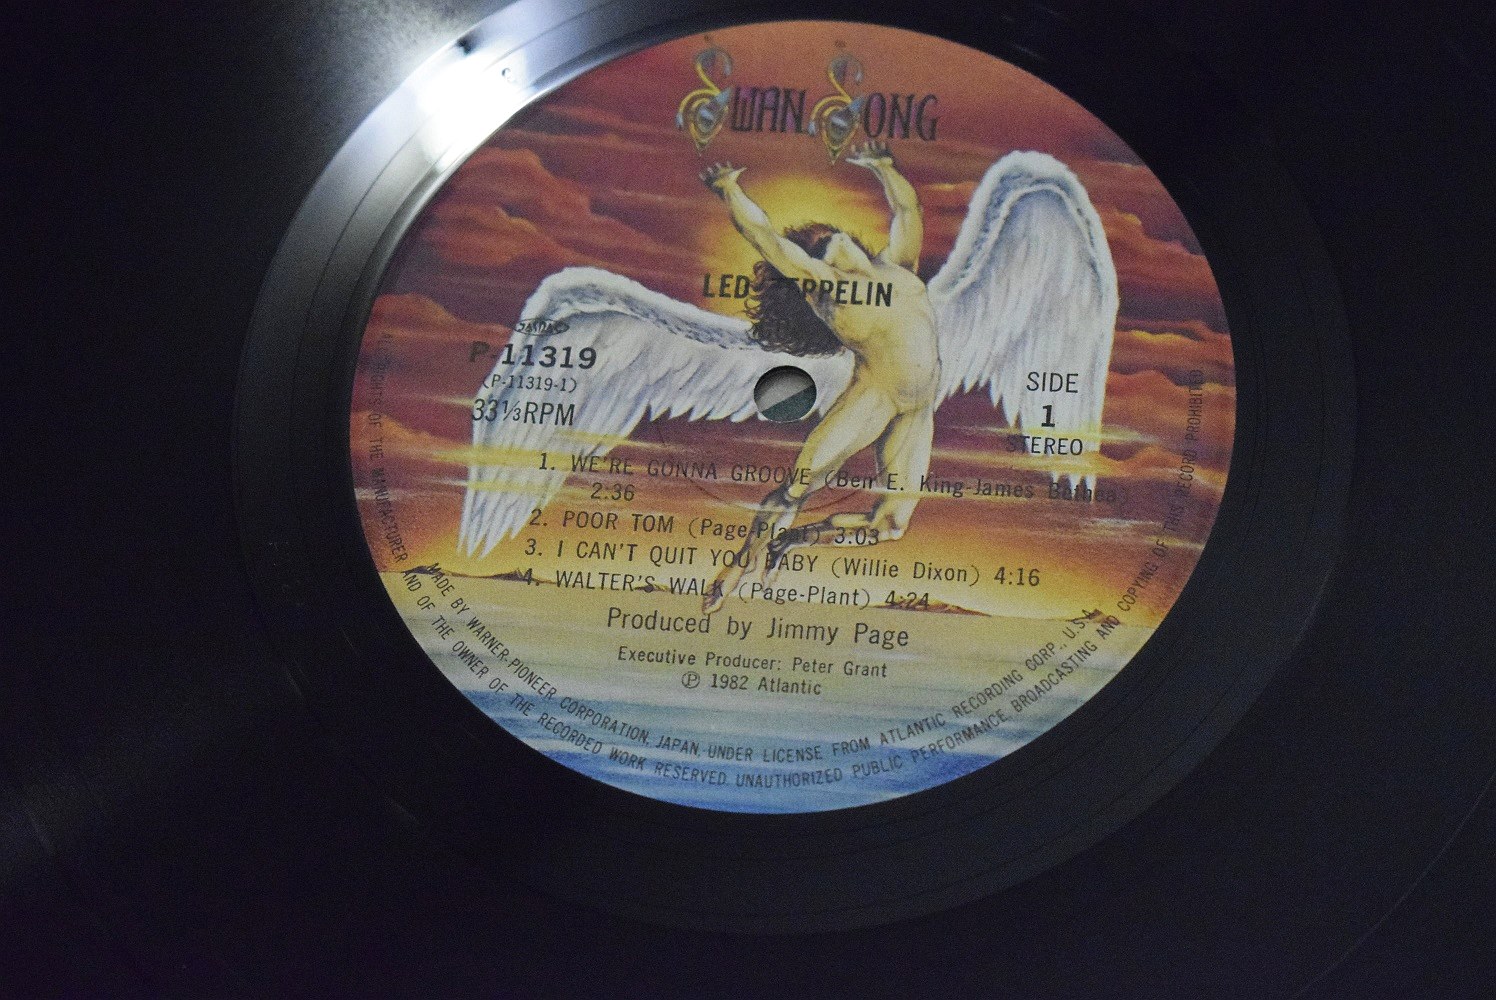 SWAN SONG
LED ZEPPELIN
JASRAC
P-11319
(P-11319-1)
33⅓RPM
SIDE
1
STEREO
1. WE'RE GONNA GROOVE (Ben E. King-James Bethea)
2:36
2. POOR TOM (Page-Plant) 3:03
3. I CAN'T QUIT YOU BABY (Willie Dixon) 4:16
4. WALTER'S WALK (Page-Plant) 4:24
Produced by Jimmy Page
Executive Producer: Peter Grant
℗ 1982 Atlantic
MADE BY WARNER-PIONEER CORPORATION, JAPAN, UNDER LICENSE FROM ATLANTIC RECORDING CORP., U.S.A.
ALL RIGHTS OF THE MANUFACTURER AND OF THE OWNER OF THE RECORDED WORK RESERVED. UNAUTHORIZED PUBLIC PERFORMANCE, BROADCASTING AND COPYING OF THIS RECORD PROHIBITED.